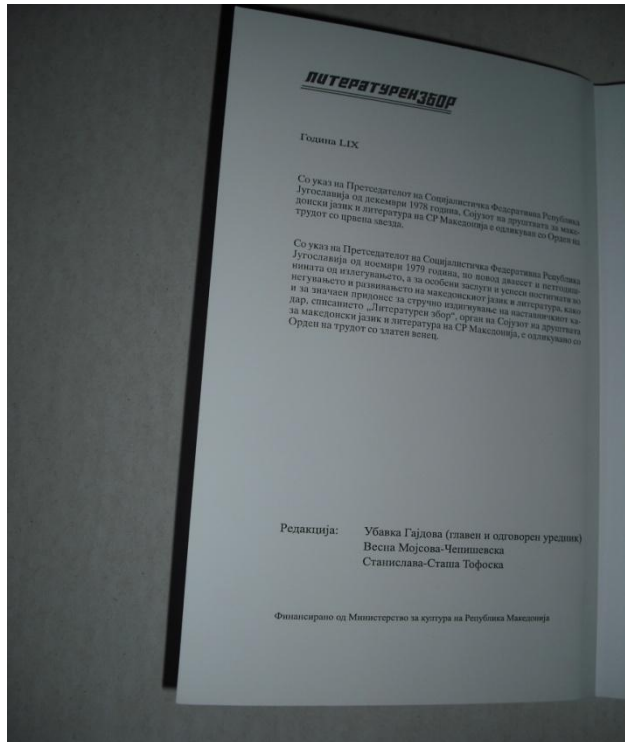 ЛИТЕРАТУРЕНЗБОР
Година LIX
Со указ на Претседателот на Социјалистичка Федеративна Република
Југославија од декември 1978 година, Сојузот на друштвата за маке-
донски јазик и литература на СР Македонија е одликуван со Орден на
трудот со црвена ѕвезда.
Со указ на Претседателот на Социјалистичка Федеративна Република
Југославија од ноември 1979 година, по повод дваесет и петгодиш-
нината од излегувањето, а за особени заслуги и успеси постигнати во
негувањето и развивањето на македонскиот јазик и литература, како
и за значаен придонес за стручно издигнување на наставничкиот ка-
дар, списанието „Литературен збор“, орган на Сојузот на друштвата
за македонски јазик и литература на СР Македонија, е одликувано со
Орден на трудот со златен венец.
Редакција: Убавка Гајдова (главен и одговорен уредник)
Весна Мојсова-Чепишевска
Станислава-Сташа Тофоска
Финансирано од Министерство за култура на Република Македонија